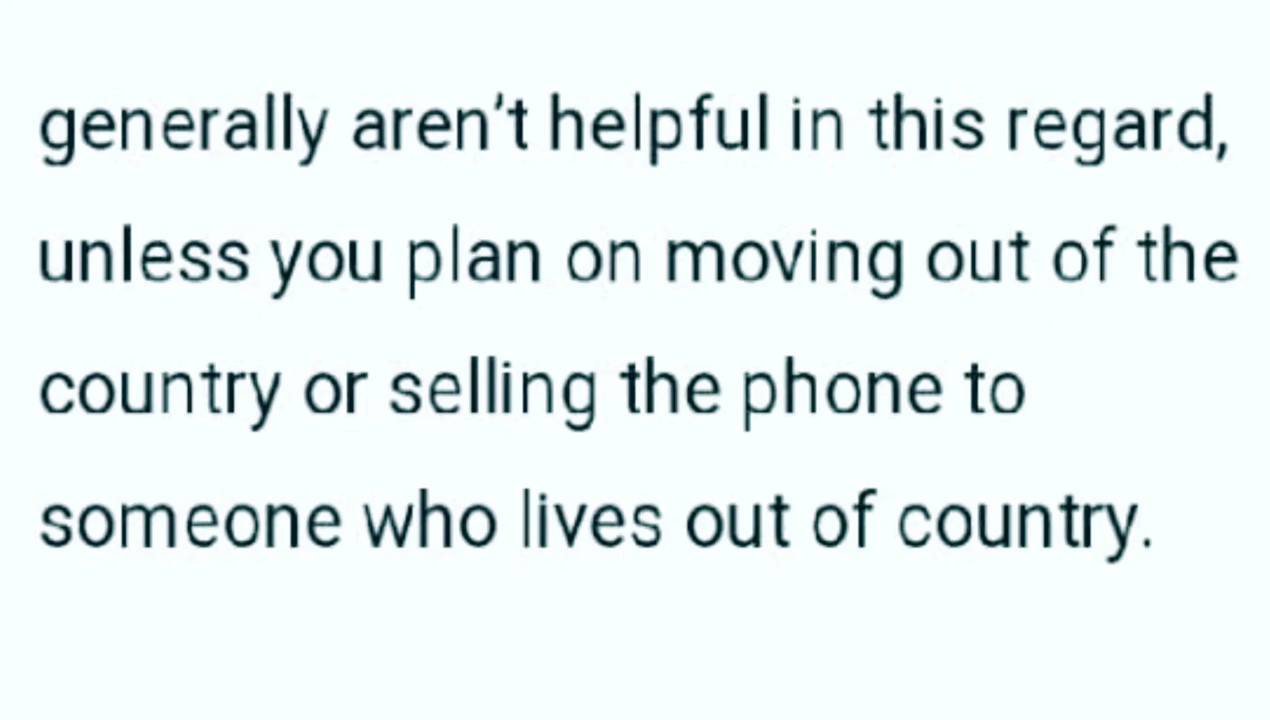 generally aren't helpful in this regard,
unless you plan on moving out of the
country or selling the phone to
someone who lives out of country.